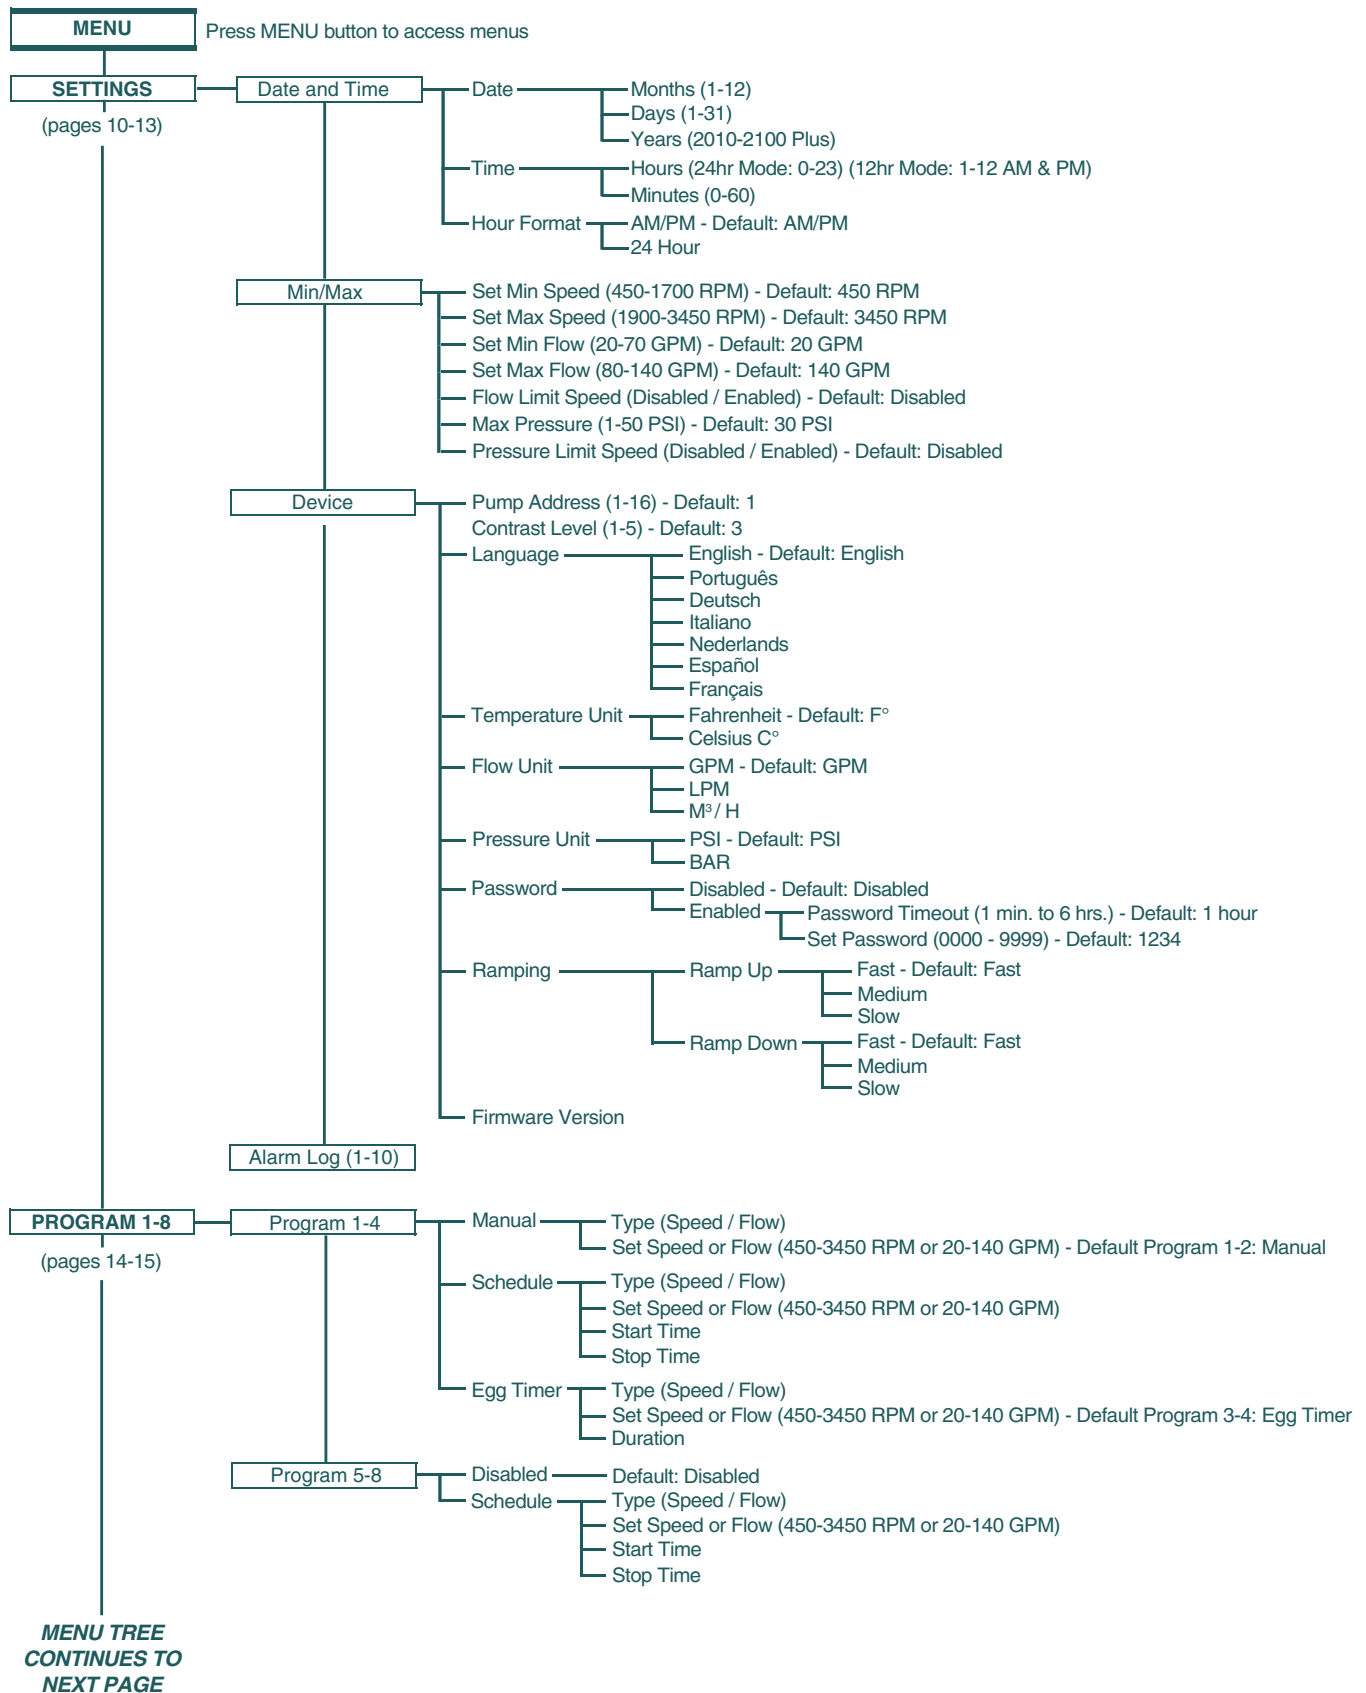 MENU
Press MENU button to access menus
SETTINGS
(pages 10-13)
Date and Time
Date
Months (1-12)
Days (1-31)
Years (2010-2100 Plus)
Time
Hours (24hr Mode: 0-23) (12hr Mode: 1-12 AM & PM)
Minutes (0-60)
Hour Format
AM/PM - Default: AM/PM
24 Hour
Min/Max
Set Min Speed (450-1700 RPM) - Default: 450 RPM
Set Max Speed (1900-3450 RPM) - Default: 3450 RPM
Set Min Flow (20-70 GPM) - Default: 20 GPM
Set Max Flow (80-140 GPM) - Default: 140 GPM
Flow Limit Speed (Disabled / Enabled) - Default: Disabled
Max Pressure (1-50 PSI) - Default: 30 PSI
Pressure Limit Speed (Disabled / Enabled) - Default: Disabled
Device
Pump Address (1-16) - Default: 1
Contrast Level (1-5) - Default: 3
Language
English - Default: English
Português
Deutsch
Italiano
Nederlands
Español
Français
Temperature Unit
Fahrenheit - Default: F°
Celsius C°
Flow Unit
GPM - Default: GPM
LPM
M³ / H
Pressure Unit
PSI - Default: PSI
BAR
Password
Disabled - Default: Disabled
Enabled
Password Timeout (1 min. to 6 hrs.) - Default: 1 hour
Set Password (0000 - 9999) - Default: 1234
Ramping
Ramp Up
Fast - Default: Fast
Medium
Slow
Ramp Down
Fast - Default: Fast
Medium
Slow
Firmware Version
Alarm Log (1-10)
PROGRAM 1-8
(pages 14-15)
Program 1-4
Manual
Type (Speed / Flow)
Set Speed or Flow (450-3450 RPM or 20-140 GPM) - Default Program 1-2: Manual
Schedule
Type (Speed / Flow)
Set Speed or Flow (450-3450 RPM or 20-140 GPM)
Start Time
Stop Time
Egg Timer
Type (Speed / Flow)
Set Speed or Flow (450-3450 RPM or 20-140 GPM) - Default Program 3-4: Egg Timer
Duration
Program 5-8
Disabled
Default: Disabled
Schedule
Type (Speed / Flow)
Set Speed or Flow (450-3450 RPM or 20-140 GPM)
Start Time
Stop Time
MENU TREE
CONTINUES TO
NEXT PAGE